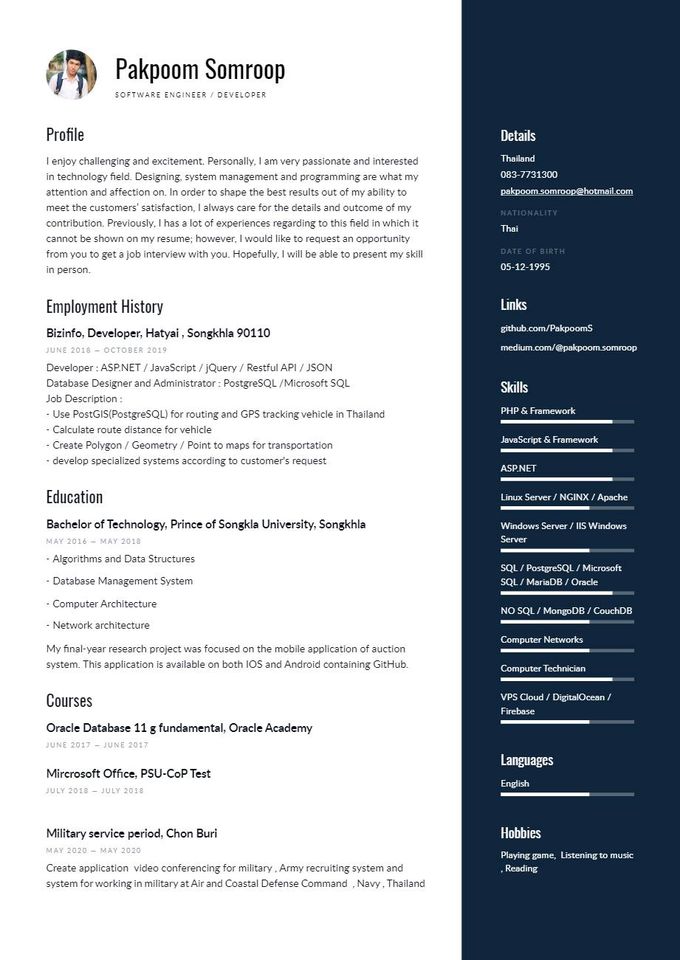 Pakpoom Somroop
SOFTWARE ENGINEER / DEVELOPER
Profile
I enjoy challenging and excitement. Personally, I am very passionate and interested
in technology field. Designing, system management and programming are what my
attention and affection on. In order to shape the best results out of my ability to
meet the customers' satisfaction, I always care for the details and outcome of my
contribution. Previously, I has a lot of experiences regarding to this field in which it
cannot be shown on my resume; however, I would like to request an opportunity
from you to get a job interview with you. Hopefully, I will be able to present my skill
in person.
Employment History
Bizinfo, Developer, Hatyai , Songkhla 90110
JUNE 2018 — OCTOBER 2019
Developer : ASP.NET / JavaScript / jQuery / Restful API / JSON
Database Designer and Administrator : PostgreSQL /Microsoft SQL
Job Description :
- Use PostGIS(PostgreSQL) for routing and GPS tracking vehicle in Thailand
- Calculate route distance for vehicle
- Create Polygon / Geometry / Point to maps for transportation
- develop specialized systems according to customer's request
Education
Bachelor of Technology, Prince of Songkla University, Songkhla
MAY 2016 — MAY 2018
- Algorithms and Data Structures
- Database Management System
- Computer Architecture
- Network architecture
My final-year research project was focused on the mobile application of auction
system. This application is available on both IOS and Android containing GitHub.
Courses
Oracle Database 11 g fundamental, Oracle Academy
JUNE 2017 — JUNE 2017
Mircrosoft Office, PSU-CoP Test
JULY 2018 — JULY 2018
Military service period, Chon Buri
MAY 2020 — MAY 2020
Create application  video conferencing for military , Army recruiting system and
system for working in military at Air and Coastal Defense Command  , Navy , Thailand
Details
Thailand
083-7731300
pakpoom.somroop@hotmail.com
NATIONALITY
Thai
DATE OF BIRTH
05-12-1995
Links
github.com/PakpoomS
medium.com/@pakpoom.somroop
Skills
PHP & Framework
JavaScript & Framework
ASP.NET
Linux Server / NGINX / Apache
Windows Server / IIS Windows
Server
SQL / PostgreSQL / Microsoft
SQL / MariaDB / Oracle
NO SQL / MongoDB / CouchDB
Computer Networks
Computer Technician
VPS Cloud / DigitalOcean /
Firebase
Languages
English
Hobbies
Playing game,  Listening to music
, Reading